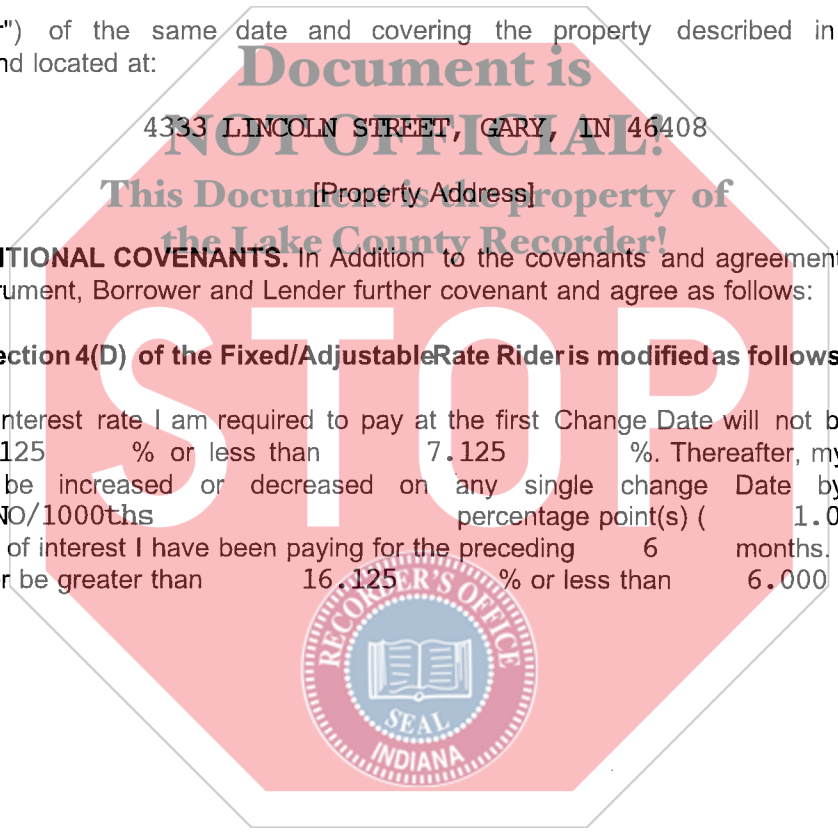 ") of the same date and covering the property described in
nd located at:
Document is
4333 LINCOLN STREET, GARY, IN 46408
NOT OFFICIAL!
[Property Address]
This Document is the property of
the Lake County Recorder!
ITIONAL COVENANTS. In Addition to the covenants and agreement
rument, Borrower and Lender further covenant and agree as follows:
ection 4(D) of the Fixed/Adjustable Rate Rider is modified as follows
STOP
nterest rate I am required to pay at the first Change Date will not b
125 % or less than 7.125 %. Thereafter, my
be increased or decreased on any single change Date by
NO/1000ths percentage point(s) ( 1.0
of interest I have been paying for the preceding 6 months.
r be greater than 16.125 % or less than 6.000
RECORDER'S OFFICE
SEAL
INDIANA